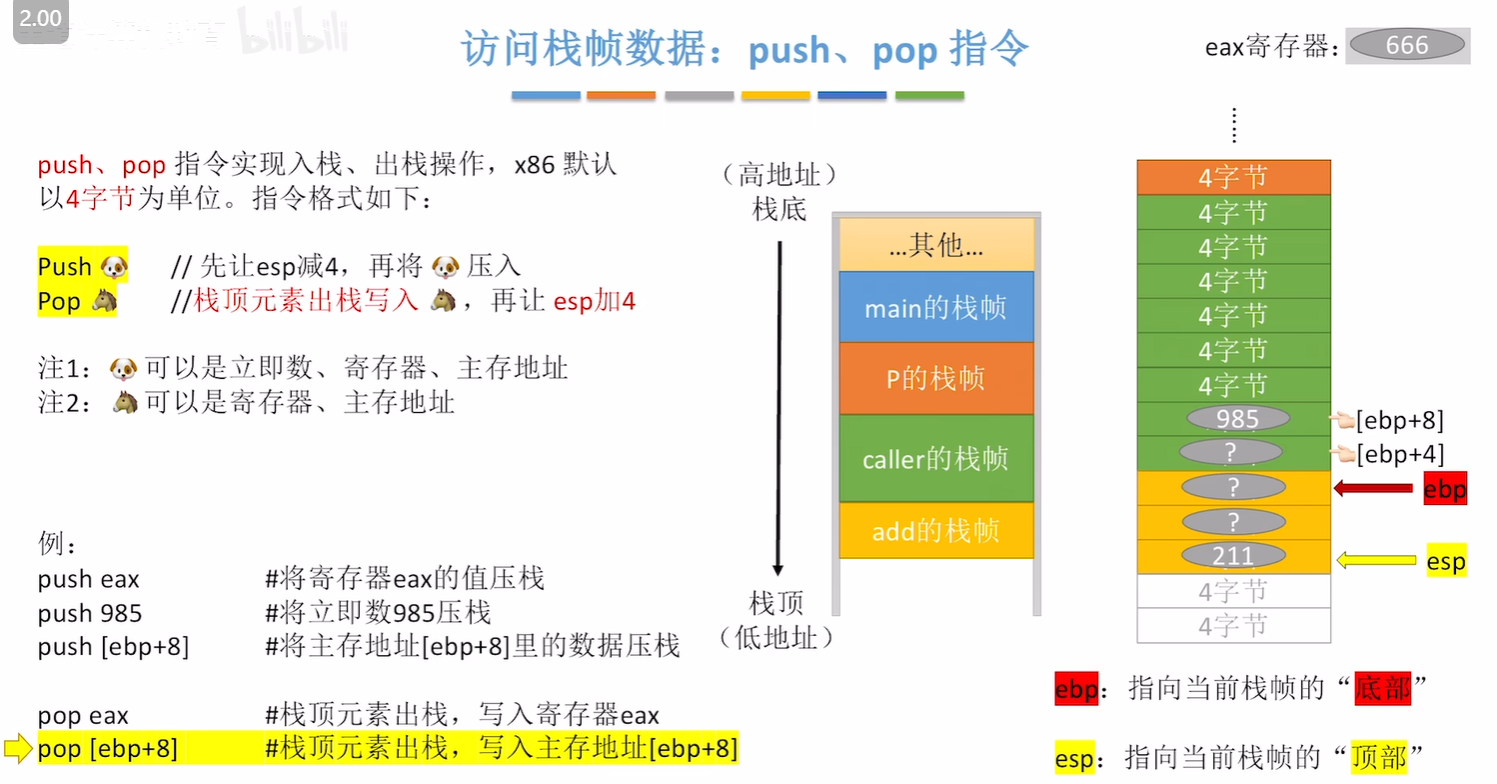 2.00
bilibili
访问栈帧数据：push、pop 指令
eax寄存器：666
push、pop 指令实现入栈、出栈操作，x86 默认
以4字节为单位。指令格式如下：
Push 🐶 // 先让esp减4，再将 🐶 压入
Pop 🐴 //栈顶元素出栈写入 🐴 ，再让 esp加4
注1： 🐶 可以是立即数、寄存器、主存地址
注2： 🐴 可以是寄存器、主存地址
例：
push eax #将寄存器eax的值压栈
push 985 #将立即数985压栈
push [ebp+8] #将主存地址[ebp+8]里的数据压栈
pop eax #栈顶元素出栈，写入寄存器eax
pop [ebp+8] #栈顶元素出栈，写入主存地址[ebp+8]
（高地址）
栈底
…其他…
main的栈帧
P的栈帧
caller的栈帧
add的栈帧
栈顶
（低地址）
4字节
4字节
4字节
4字节
4字节
4字节
4字节
985 [ebp+8]
? [ebp+4]
? ebp
?
211 esp
4字节
4字节
ebp：指向当前栈帧的“底部”
esp：指向当前栈帧的“顶部”